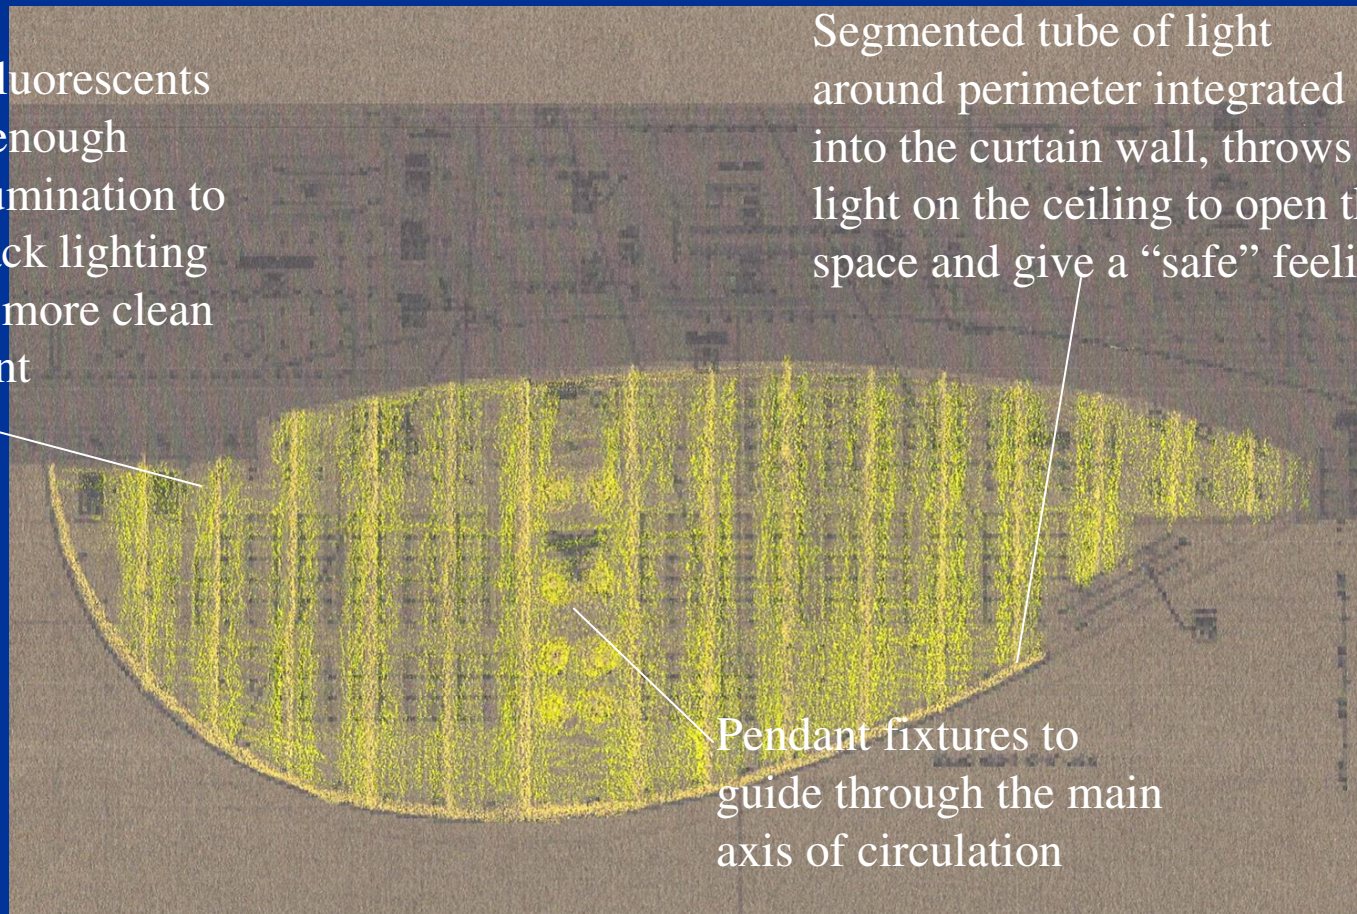 luorescents
enough
umination to
ck lighting
more clean
nt
Segmented tube of light
around perimeter integrated
into the curtain wall, throws
light on the ceiling to open th
space and give a “safe” feeli
Pendant fixtures to
guide through the main
axis of circulation